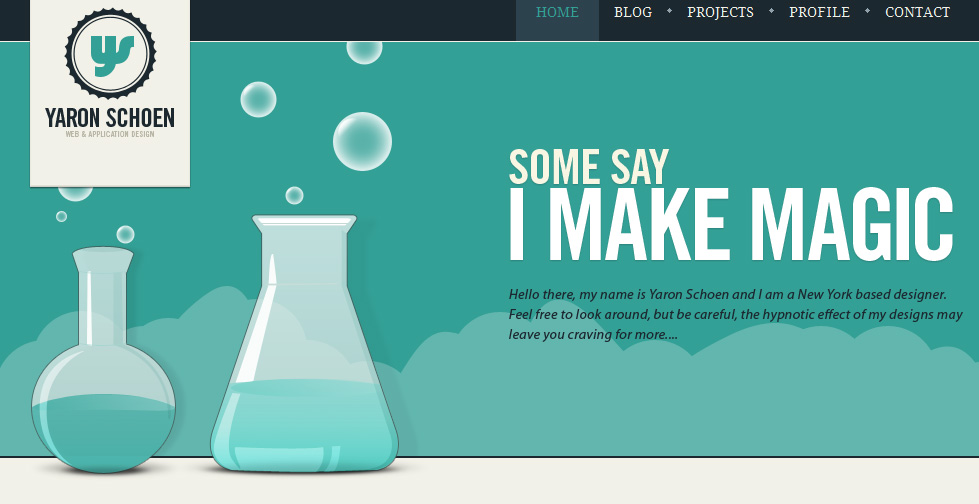 HOME BLOG PROJECTS PROFILE CONTACT
ys
YARON SCHOEN
WEB & APPLICATION DESIGN
SOME SAY
I MAKE MAGIC
Hello there, my name is Yaron Schoen and I am a New York based designer.
Feel free to look around, but be careful, the hypnotic effect of my designs may
leave you craving for more....